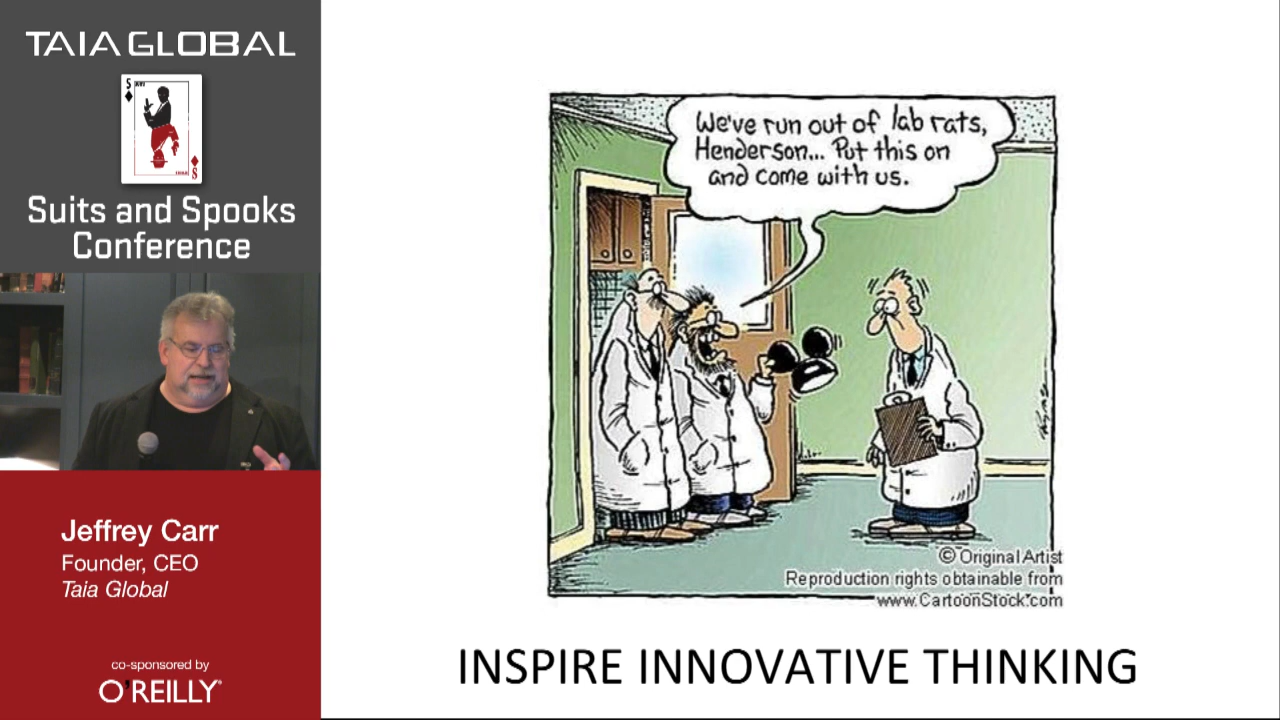 TAIA GLOBAL
Suits and Spooks
Conference
Jeffrey Carr
Founder, CEO
Taia Global
co-sponsored by
O'REILLY®
We've run out of lab rats,
Henderson... Put this on
and come with us.
© Original Artist
Reproduction rights obtainable from
www.CartoonStock.com
INSPIRE INNOVATIVE THINKING